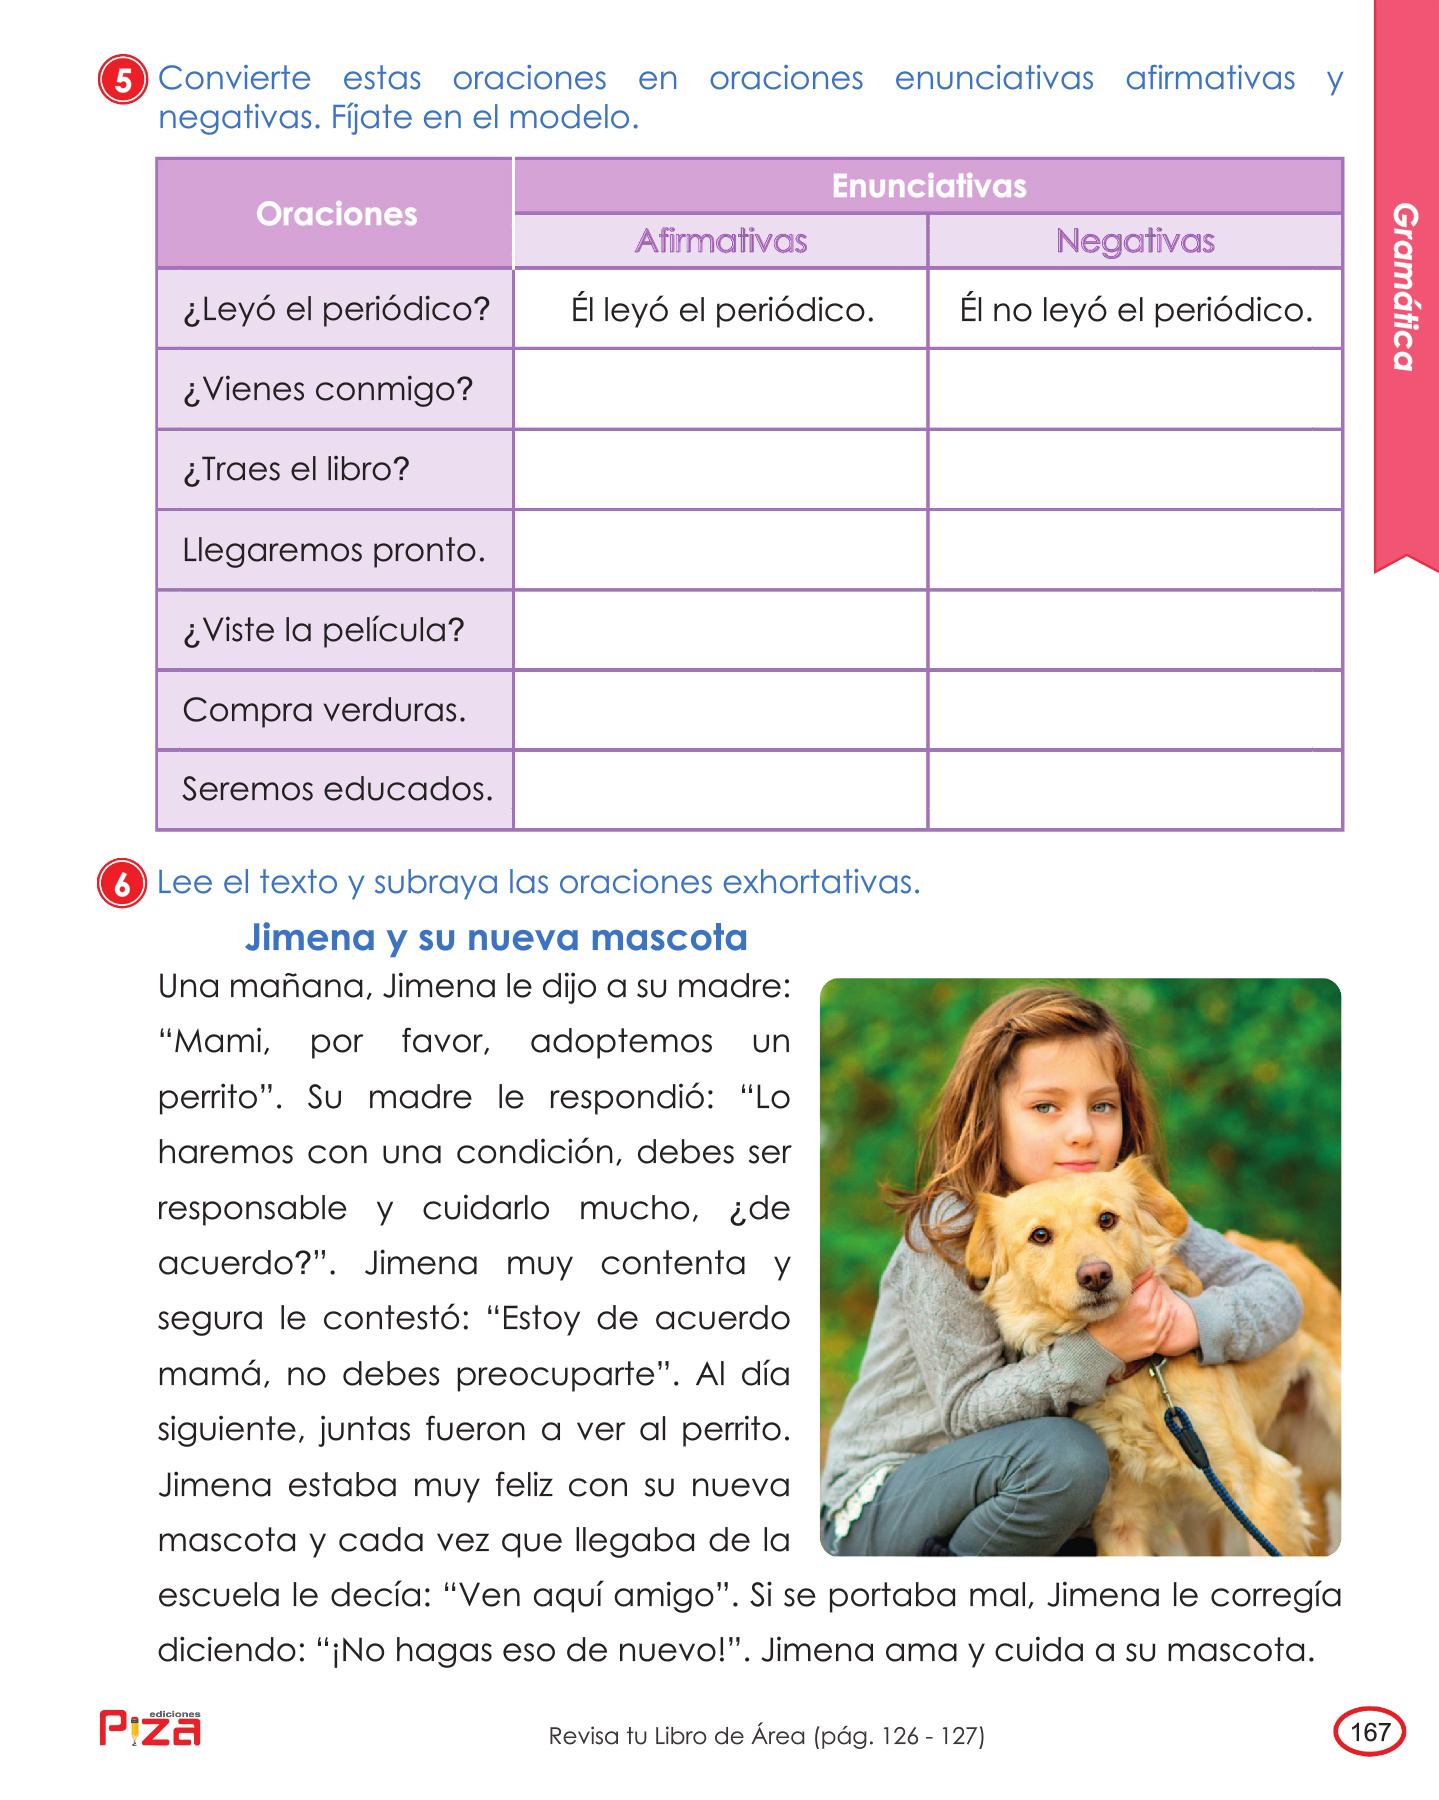 5 Convierte estas oraciones en oraciones enunciativas afirmativas y
negativas. Fíjate en el modelo.
Oraciones
Enunciativas
Afirmativas Negativas
¿Leyó el periódico? Él leyó el periódico. Él no leyó el periódico.
¿Vienes conmigo?
¿Traes el libro?
Llegaremos pronto.
¿Viste la película?
Compra verduras.
Seremos educados.
Gramática
6 Lee el texto y subraya las oraciones exhortativas.
Jimena y su nueva mascota
Una mañana, Jimena le dijo a su madre:
“Mami, por favor, adoptemos un
perrito”. Su madre le respondió: “Lo
haremos con una condición, debes ser
responsable y cuidarlo mucho, ¿de
acuerdo?”. Jimena muy contenta y
segura le contestó: “Estoy de acuerdo
mamá, no debes preocuparte”. Al día
siguiente, juntas fueron a ver al perrito.
Jimena estaba muy feliz con su nueva
mascota y cada vez que llegaba de la
escuela le decía: “Ven aquí amigo”. Si se portaba mal, Jimena le corregía
diciendo: “¡No hagas eso de nuevo!”. Jimena ama y cuida a su mascota.
ediciones
Piza
Revisa tu Libro de Área (pág. 126 - 127)
167